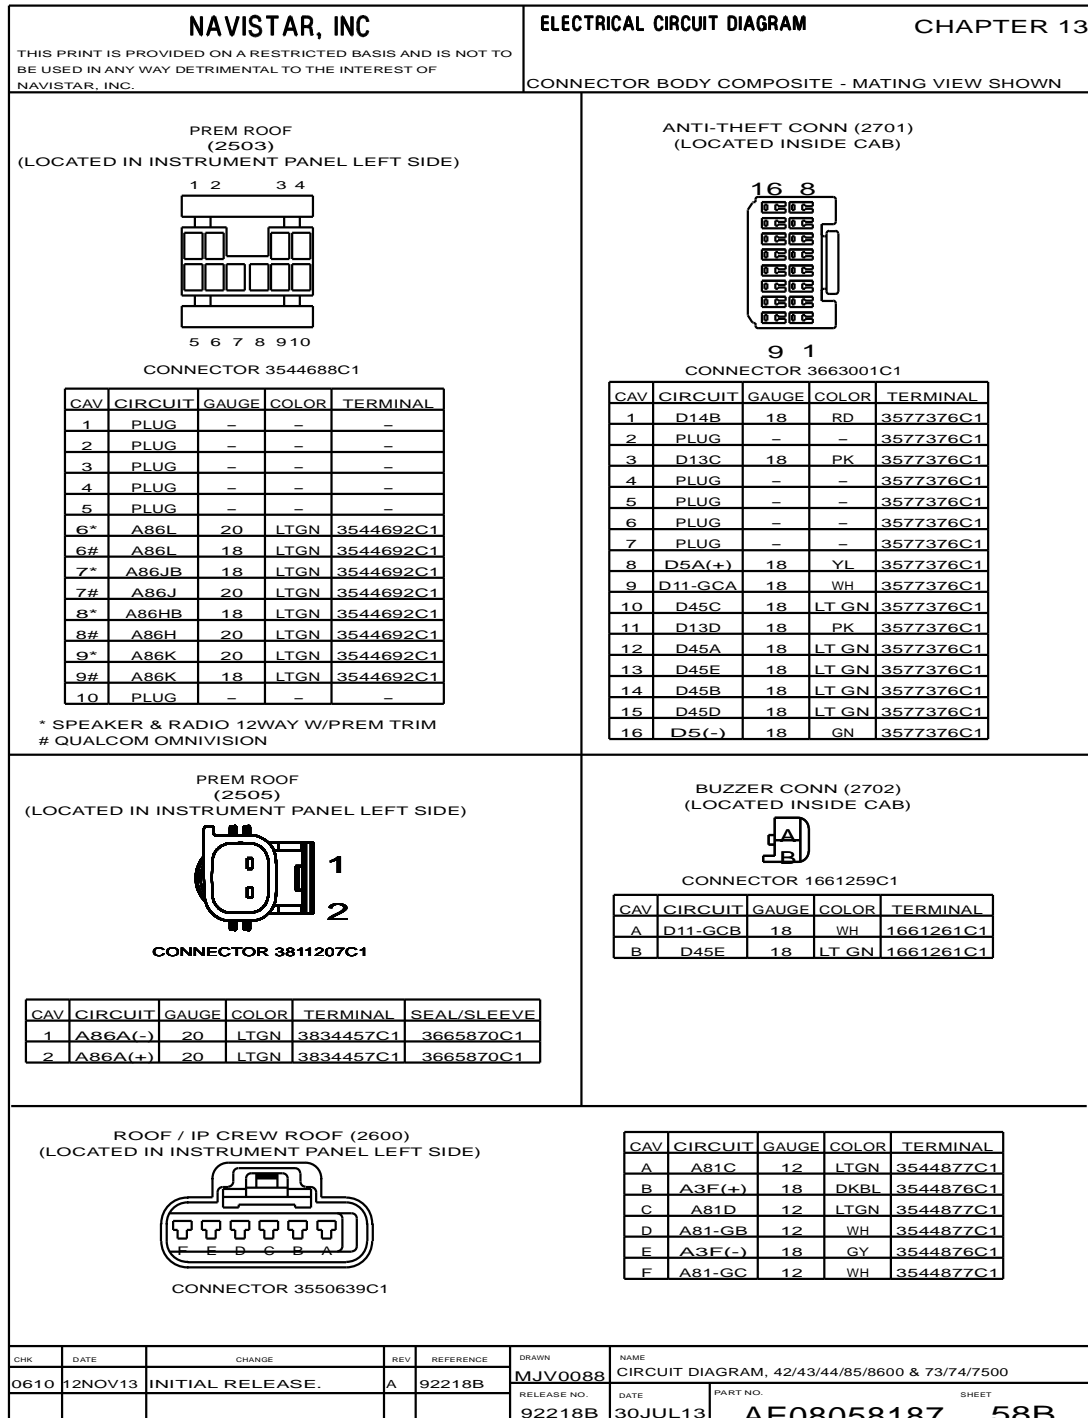 NAVISTAR, INC
THIS PRINT IS PROVIDED ON A RESTRICTED BASIS AND IS NOT TO
BE USED IN ANY WAY DETRIMENTAL TO THE INTEREST OF
NAVISTAR, INC.
ELECTRICAL CIRCUIT DIAGRAM
CHAPTER 13
CONNECTOR BODY COMPOSITE - MATING VIEW SHOWN
PREM ROOF
(2503)
(LOCATED IN INSTRUMENT PANEL LEFT SIDE)
1 2 3 4
5 6 7 8 9 10
CONNECTOR 3544688C1
CAV CIRCUIT GAUGE COLOR TERMINAL
1 PLUG – – –
2 PLUG – – –
3 PLUG – – –
4 PLUG – – –
5 PLUG – – –
6* A86L 20 LTGN 3544692C1
6# A86L 18 LTGN 3544692C1
7* A86JB 18 LTGN 3544692C1
7# A86J 20 LTGN 3544692C1
8* A86HB 18 LTGN 3544692C1
8# A86H 20 LTGN 3544692C1
9* A86K 20 LTGN 3544692C1
9# A86K 18 LTGN 3544692C1
10 PLUG – – –
* SPEAKER & RADIO 12WAY W/PREM TRIM
# QUALCOM OMNIVISION
ANTI-THEFT CONN (2701)
(LOCATED INSIDE CAB)
16 8
9 1
CONNECTOR 3663001C1
CAV CIRCUIT GAUGE COLOR TERMINAL
1 D14B 18 RD 3577376C1
2 PLUG – – 3577376C1
3 D13C 18 PK 3577376C1
4 PLUG – – 3577376C1
5 PLUG – – 3577376C1
6 PLUG – – 3577376C1
7 PLUG – – 3577376C1
8 D5A(+) 18 YL 3577376C1
9 D11-GCA 18 WH 3577376C1
10 D45C 18 LT GN 3577376C1
11 D13D 18 PK 3577376C1
12 D45A 18 LT GN 3577376C1
13 D45E 18 LT GN 3577376C1
14 D45B 18 LT GN 3577376C1
15 D45D 18 LT GN 3577376C1
16 D5(-) 18 GN 3577376C1
PREM ROOF
(2505)
(LOCATED IN INSTRUMENT PANEL LEFT SIDE)
1
2
CONNECTOR 3811207C1
CAV CIRCUIT GAUGE COLOR TERMINAL SEAL/SLEEVE
1 A86A(-) 20 LTGN 3834457C1 3665870C1
2 A86A(+) 20 LTGN 3834457C1 3665870C1
BUZZER CONN (2702)
(LOCATED INSIDE CAB)
A
B
CONNECTOR 1661259C1
CAV CIRCUIT GAUGE COLOR TERMINAL
A D11-GCB 18 WH 1661261C1
B D45E 18 LT GN 1661261C1
ROOF / IP CREW ROOF (2600)
(LOCATED IN INSTRUMENT PANEL LEFT SIDE)
F E D C B A
CONNECTOR 3550639C1
CAV CIRCUIT GAUGE COLOR TERMINAL
A A81C 12 LTGN 3544877C1
B A3F(+) 18 DKBL 3544876C1
C A81D 12 LTGN 3544877C1
D A81-GB 12 WH 3544877C1
E A3F(-) 18 GY 3544876C1
F A81-GC 12 WH 3544877C1
CHK DATE CHANGE REV REFERENCE
0610 12NOV13 INITIAL RELEASE. A 92218B
DRAWN
MJV0088
NAME
CIRCUIT DIAGRAM, 42/43/44/85/8600 & 73/74/7500
RELEASE NO. DATE PART NO. SHEET
92218B 30JUL13 AE08058187 58B